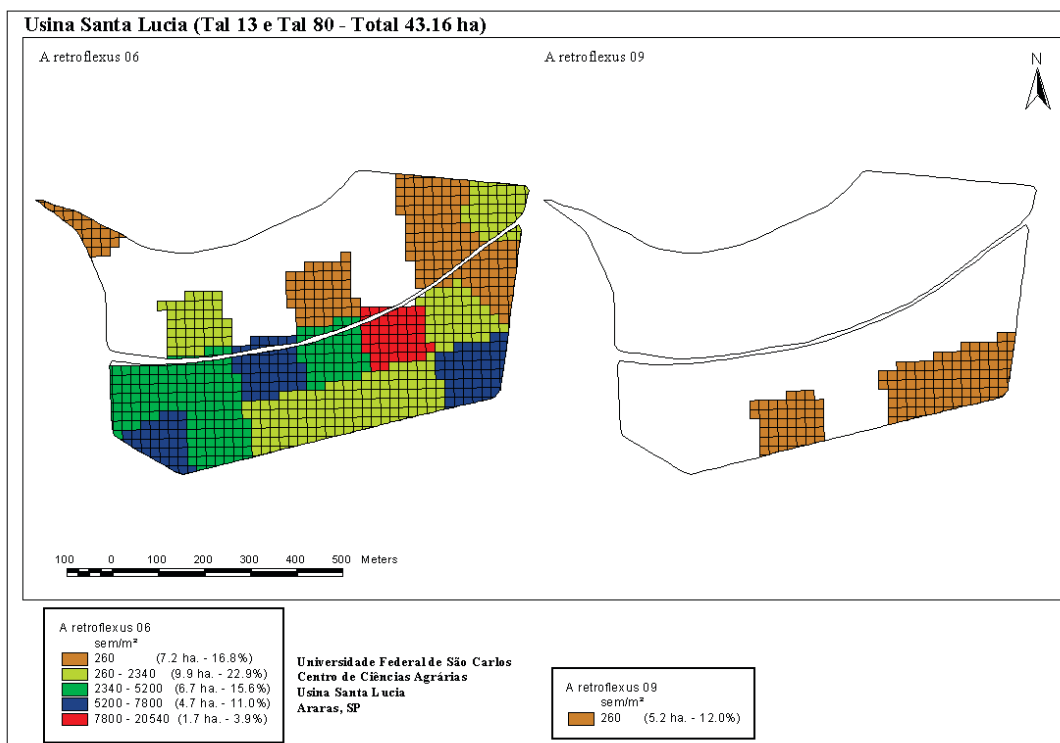 Usina Santa Lucia (Tal 13 e Tal 80 - Total 43.16 ha)
A retroflexus 06
A retroflexus 09
N
100 0 100 200 300 400 500 Meters
A retroflexus 06
sem/m²
260 (7.2 ha. - 16.8%)
260 - 2340 (9.9 ha - 22.9%)
2340 - 5200 (6.7 ha - 15.6%)
5200 - 7800 (4.7 ha - 11.0%)
7800 - 20540 (1.7 ha. - 3.9%)
Universidade Federal de São Carlos
Centro de Ciências Agrárias
Usina Santa Lucia
Araras, SP
A retroflexus 09
sem/m²
260 (5.2 ha. - 12.0%)